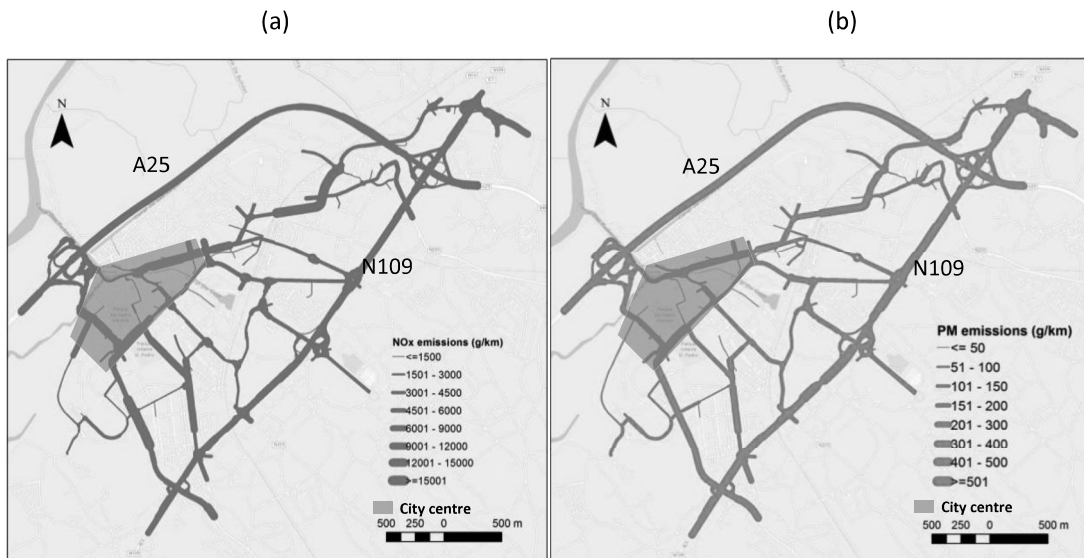 (a)
(b)
N
A25
N109
NOx emissions (g/km)
<=1500
1501 - 3000
3001 - 4500
4501 - 6000
6001 - 9000
9001 - 12000
12001 - 15000
>=15001
City centre
500 250 0 500 m
N
A25
N109
PM emissions (g/km)
<= 50
51 - 100
101 - 150
151 - 200
201 - 300
301 - 400
401 - 500
>=501
City centre
500 250 0 500 m